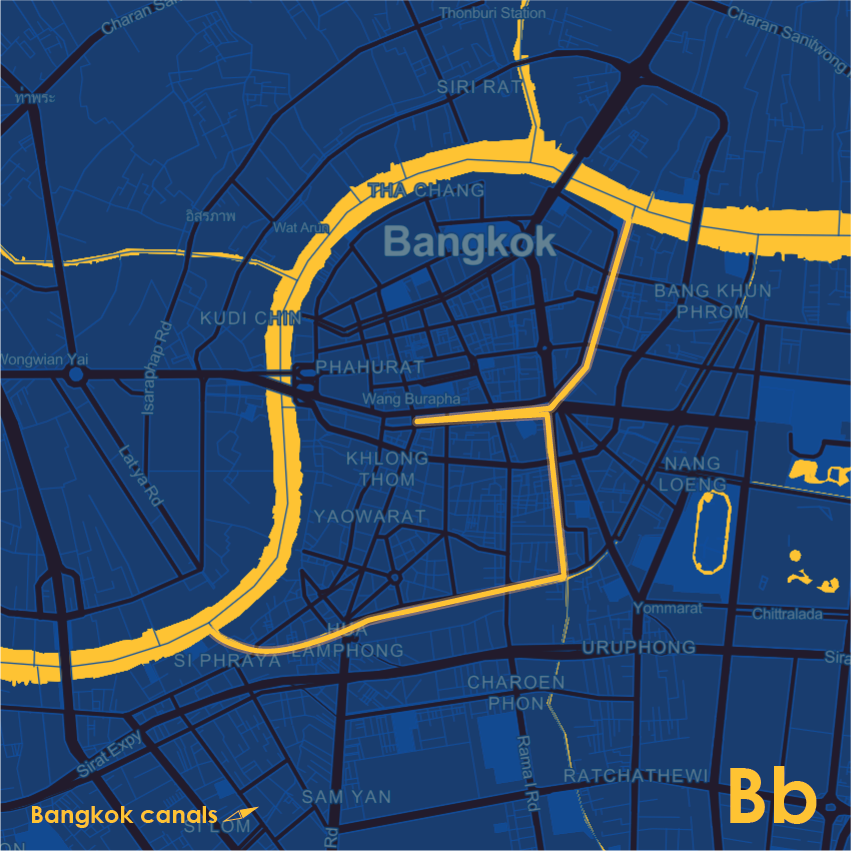 Charan Sa
Thonburi Station
Charan Sanitwong
ท่าพระ
SIRI RAT
THA CHANG
อิสรภาพ
Wat Arun
Bangkok
BANG KHUN
PHROM
KUDI CHIN
Isaraphap Rd
Wongwian Yai
PHAHURAT
Wang Burapha
Lat ya Rd
KHLONG
THOM
NANG
LOENG
YAOWARAT
Yommarat
Chittralada
HUA
LAMPHONG
URUPHONG
SI PHRAYA
Sira
CHAROEN
PHON
Sirat Expy
Rama I Rd
RATCHATHEWI
SAM YAN
Bb
Bangkok canals
SI LOM
Rd
ON